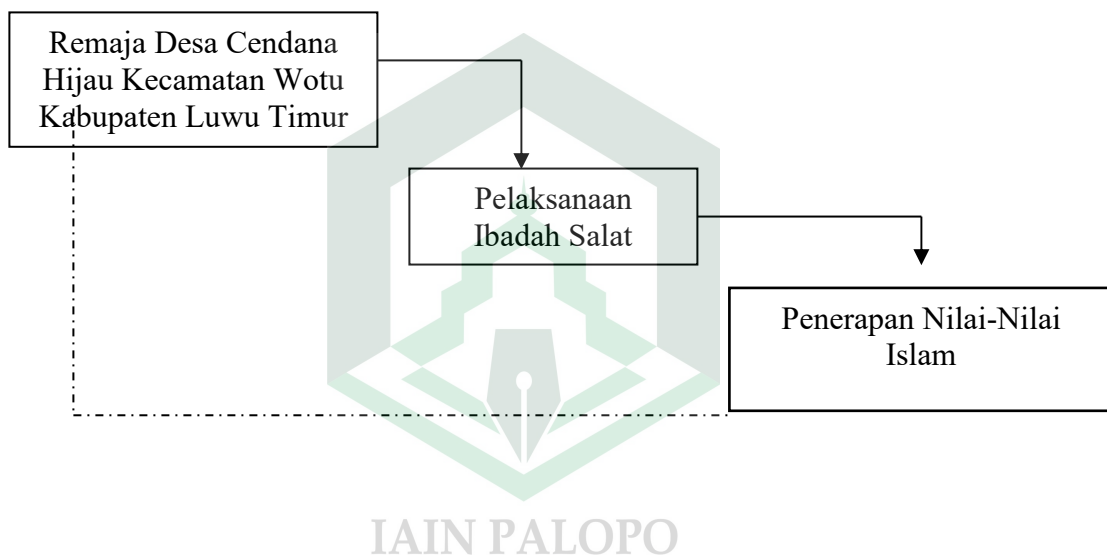 Remaja Desa Cendana
Hijau Kecamatan Wotu
Kabupaten Luwu Timur
Pelaksanaan
Ibadah Salat
Penerapan Nilai-Nilai
Islam
IAIN PALOPO